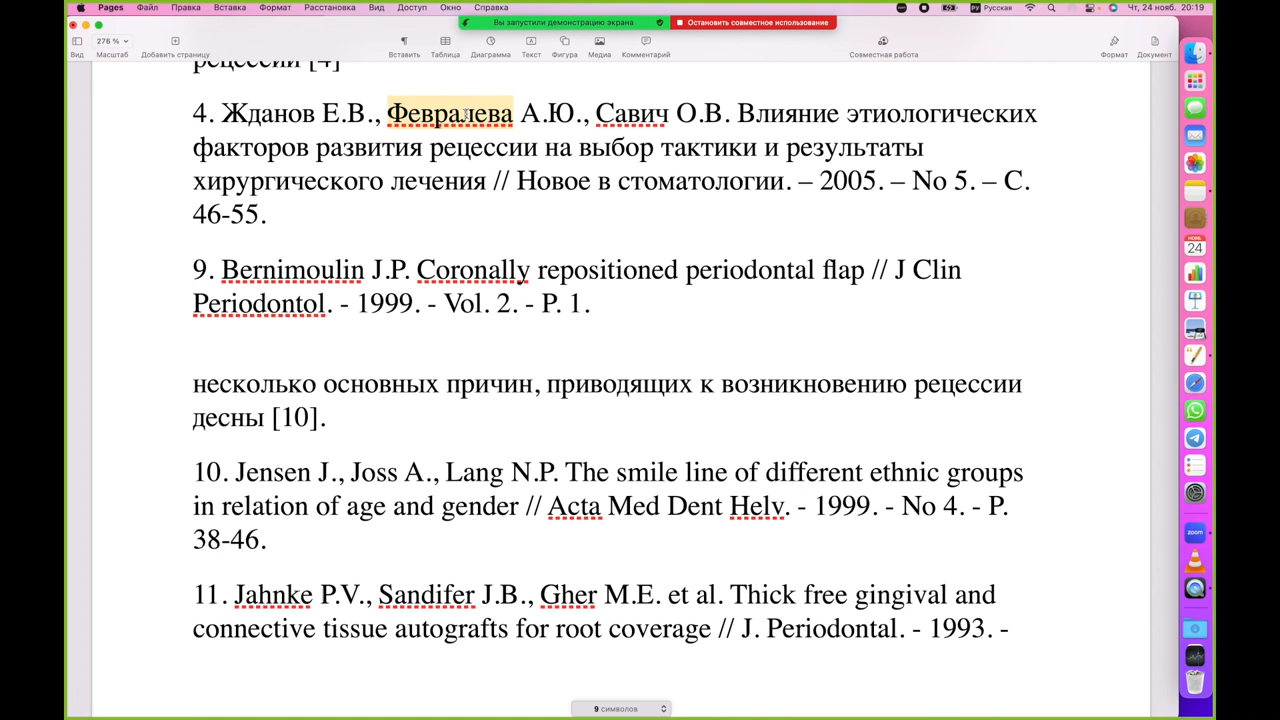 Pages Файл Правка Вставка Формат Расстановка Вид Доступ Окно Справка РУ Русская Чт, 24 нояб. 20:19
Вы запустили демонстрацию экрана Остановить совместное использование
276 %
Вид Масштаб Добавить страницу Вставить Таблица Диаграмма Текст Фигура Медиа Комментарий Совместная работа Формат Документ
рецессии [4]
4. Жданов Е.В., Февралева А.Ю., Савич О.В. Влияние этиологических
факторов развития рецессии на выбор тактики и результаты
хирургического лечения // Новое в стоматологии. – 2005. – No 5. – С.
46-55.
9. Bernimoulin J.P. Coronally repositioned periodontal flap // J Clin
Periodontol. - 1999. - Vol. 2. - P. 1.
несколько основных причин, приводящих к возникновению рецессии
десны [10].
10. Jensen J., Joss A., Lang N.P. The smile line of different ethnic groups
in relation of age and gender // Acta Med Dent Helv. - 1999. - No 4. - P.
38-46.
11. Jahnke P.V., Sandifer J.B., Gher M.E. et al. Thick free gingival and
connective tissue autografts for root coverage // J. Periodontal. - 1993. -
9 символов
НОЯБ.
24
zoom